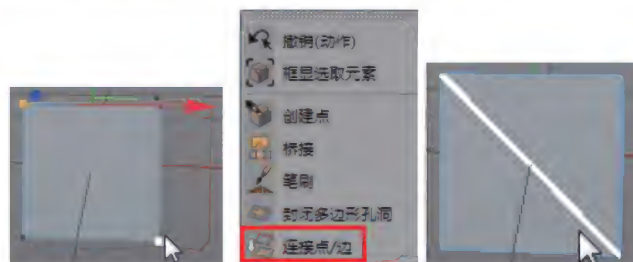 撤销(动作)
框显选取元素
创建点
桥接
笔刷
封闭多边形孔洞
连接点/边